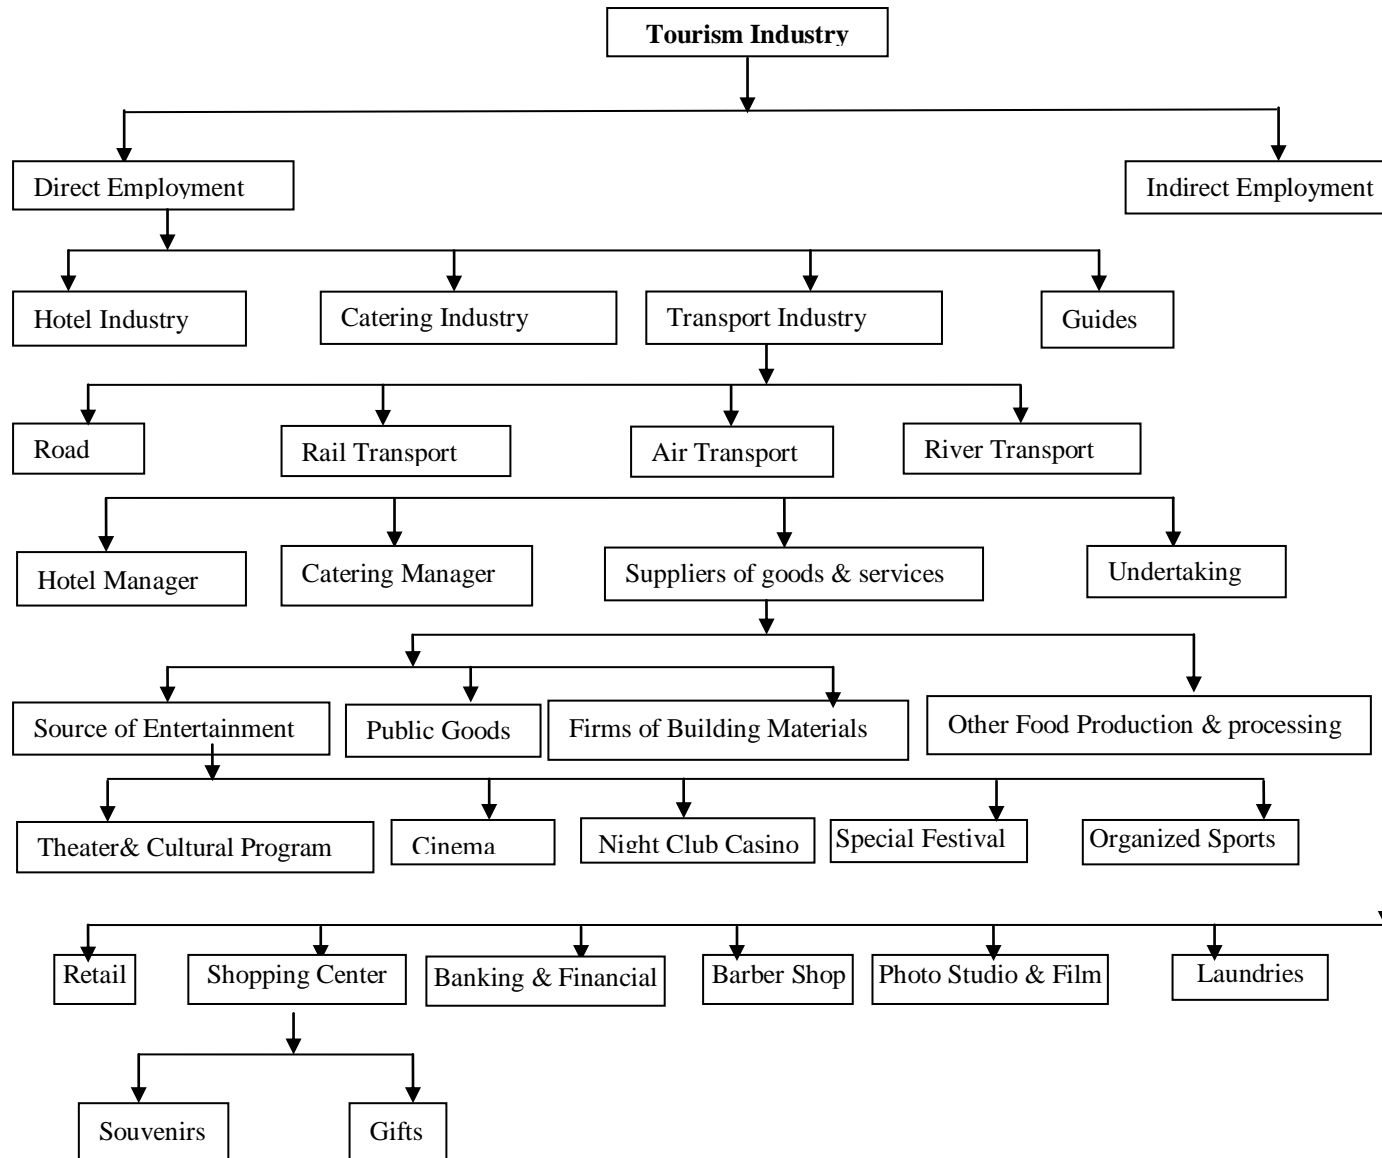 Tourism Industry
Direct Employment
Indirect Employment
Hotel Industry
Catering Industry
Transport Industry
Guides
Road
Rail Transport
Air Transport
River Transport
Hotel Manager
Catering Manager
Suppliers of goods & services
Undertaking
Source of Entertainment
Public Goods
Firms of Building Materials
Other Food Production & processing
Theater& Cultural Program
Cinema
Night Club Casino
Special Festival
Organized Sports
Retail
Shopping Center
Banking & Financial
Barber Shop
Photo Studio & Film
Laundries
Souvenirs
Gifts